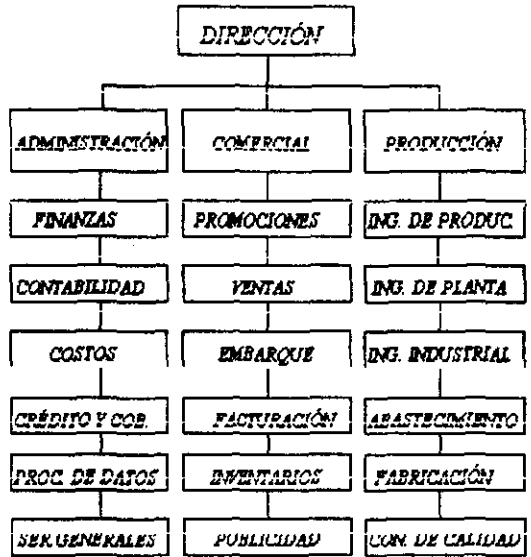 DIRECCIÓN
ADMINISTRACIÓN COMERCIAL PRODUCCIÓN
FINANZAS PROMOCIONES ING. DE PRODUC.
CONTABILIDAD VENTAS ING. DE PLANTA
COSTOS EMBARQUE ING. INDUSTRIAL
CRÉDITO Y COB. FACTURACIÓN ABASTECIMIENTO
PROC. DE DATOS INVENTARIOS FABRICACIÓN
SER. GENERALES PUBLICIDAD CON. DE CALIDAD